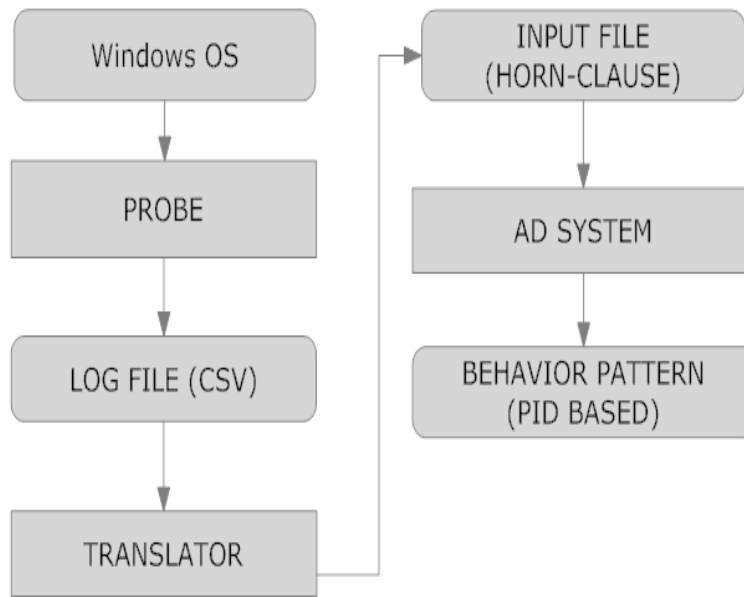 Windows OS
PROBE
LOG FILE (CSV)
TRANSLATOR
INPUT FILE
(HORN-CLAUSE)
AD SYSTEM
BEHAVIOR PATTERN
(PID BASED)